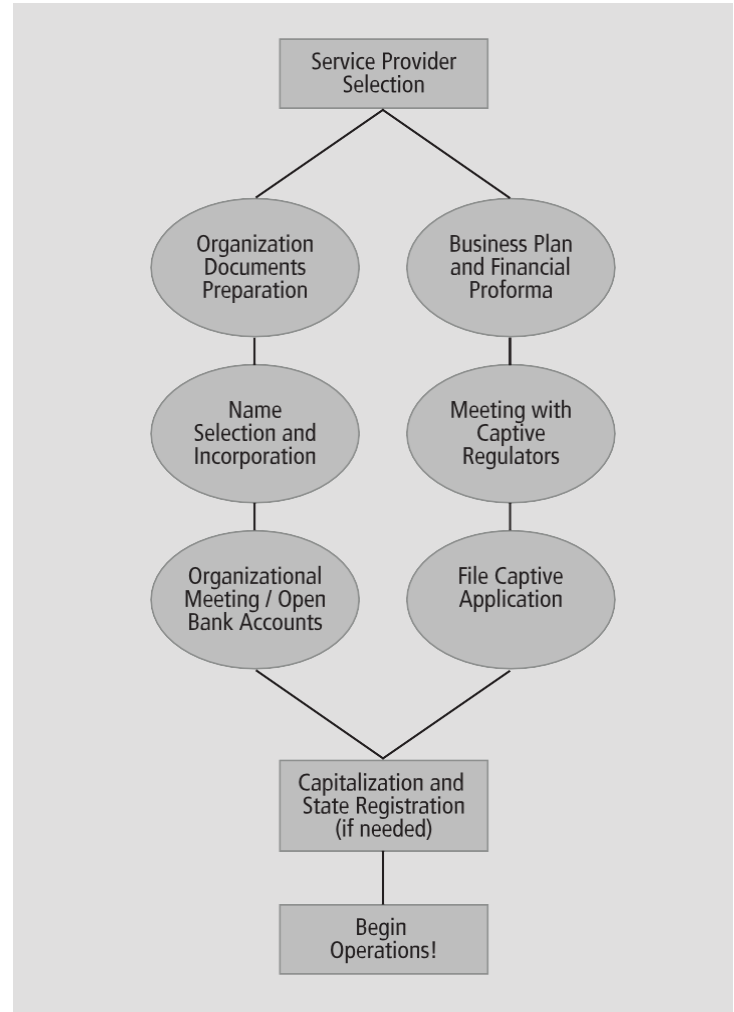 Service Provider
Selection
Organization
Documents
Preparation
Business Plan
and Financial
Proforma
Name
Selection and
Incorporation
Meeting with
Captive
Regulators
Organizational
Meeting / Open
Bank Accounts
File Captive
Application
Capitalization and
State Registration
(if needed)
Begin
Operations!